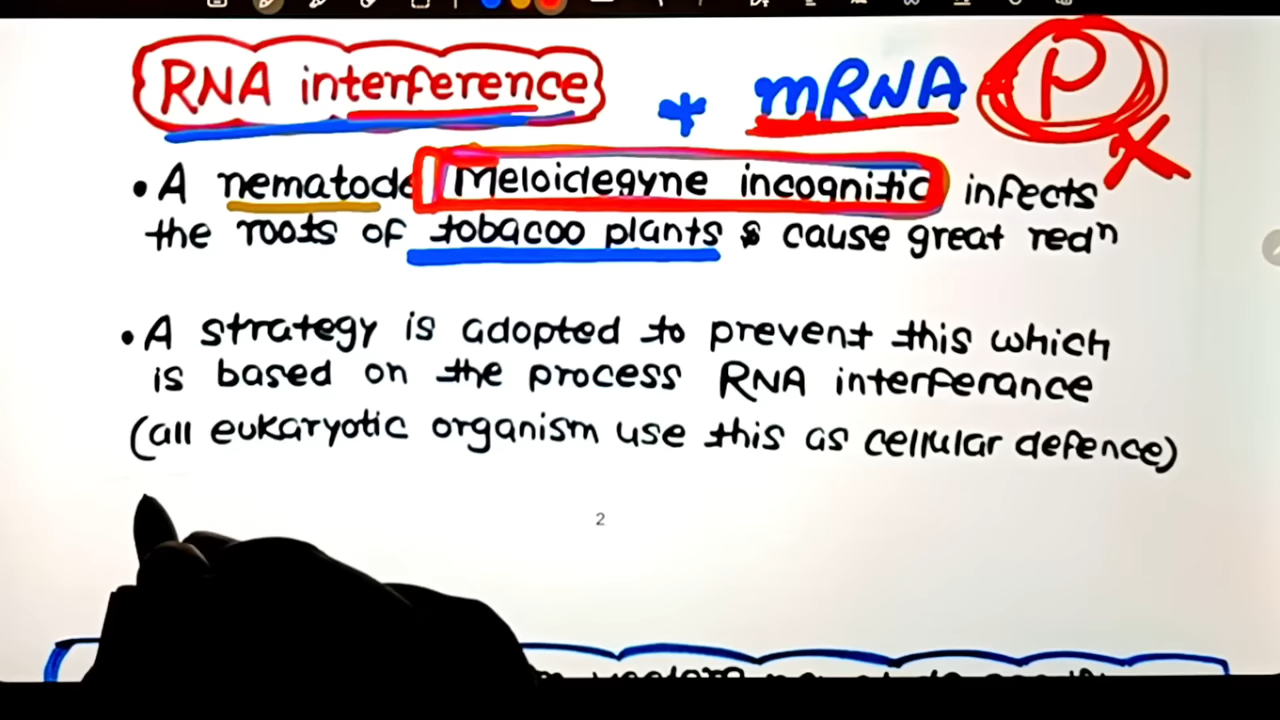 RNA interference * mRNA P
• A nematode Meloidegyne incognitic infects
the roots of tobacoo plants & cause great redⁿ
• A strategy is adopted to prevent this which
is based on the process RNA interferance
(all eukaryotic organism use this as cellular defence)
2